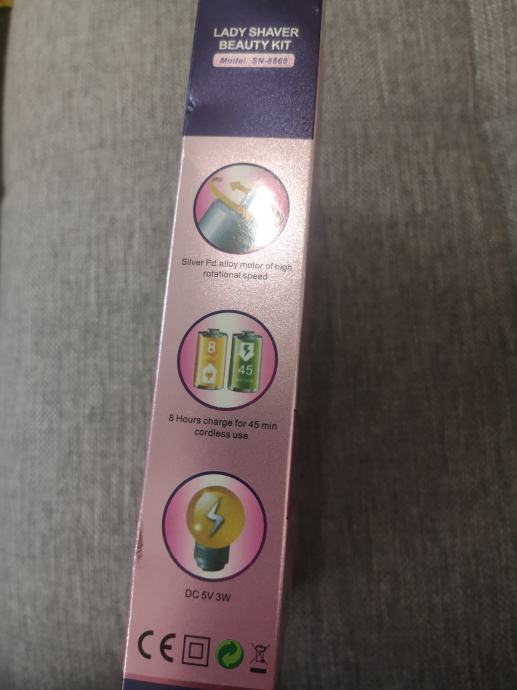 LADY SHAVER
BEAUTY KIT
Model. SN-8860
Silver Pd.alloy motor of high
rotational speed
8
45
8 Hours charge for 45 min
cordless use
DC 5V 3W
CE